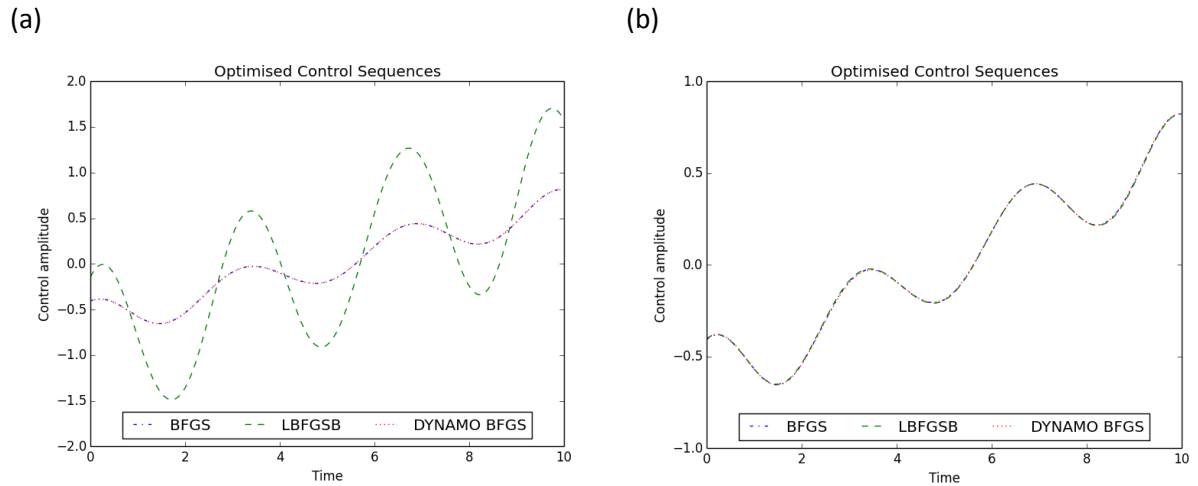 (a)
Optimised Control Sequences
2.0
1.5
1.0
0.5
0.0
−0.5
−1.0
−1.5
−2.0
Control amplitude
BFGS LBFGSB DYNAMO BFGS
0 2 4 6 8 10
Time
(b)
Optimised Control Sequences
1.0
0.5
0.0
−0.5
−1.0
Control amplitude
BFGS LBFGSB DYNAMO BFGS
0 2 4 6 8 10
Time